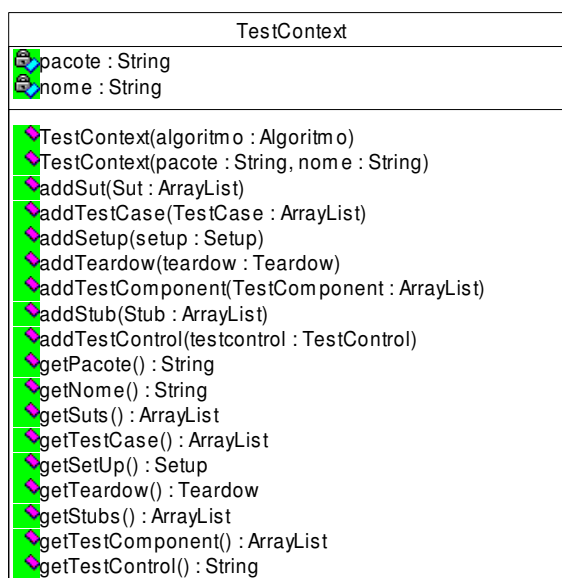 TestContext
pacote : String
nome : String
TestContext(algoritmo : Algoritmo)
TestContext(pacote : String, nome : String)
addSut(Sut : ArrayList)
addTestCase(TestCase : ArrayList)
addSetup(setup : Setup)
addTeardow(teardow : Teardow)
addTestComponent(TestComponent : ArrayList)
addStub(Stub : ArrayList)
addTestControl(testcontrol : TestControl)
getPacote() : String
getNome() : String
getSuts() : ArrayList
getTestCase() : ArrayList
getSetUp() : Setup
getTeardow() : Teardow
getStubs() : ArrayList
getTestComponent() : ArrayList
getTestControl() : String